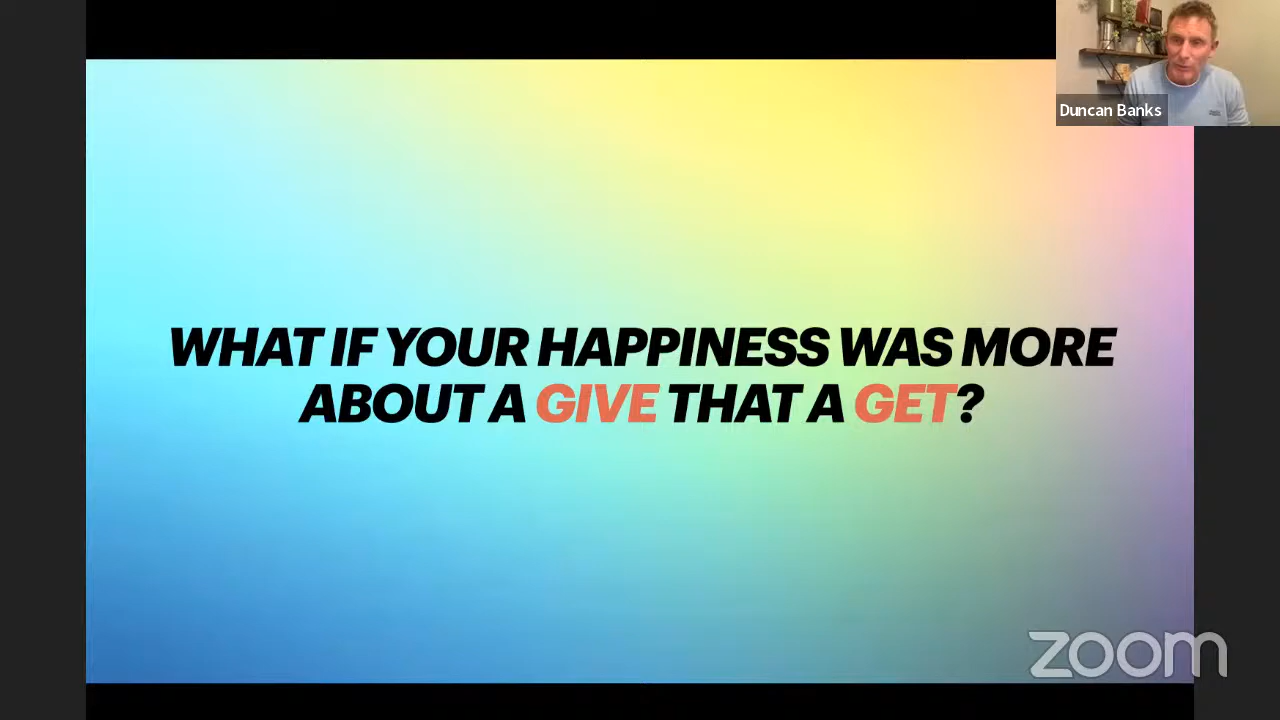 Duncan Banks
WHAT IF YOUR HAPPINESS WAS MORE
ABOUT A GIVE THAT A GET?
zoom